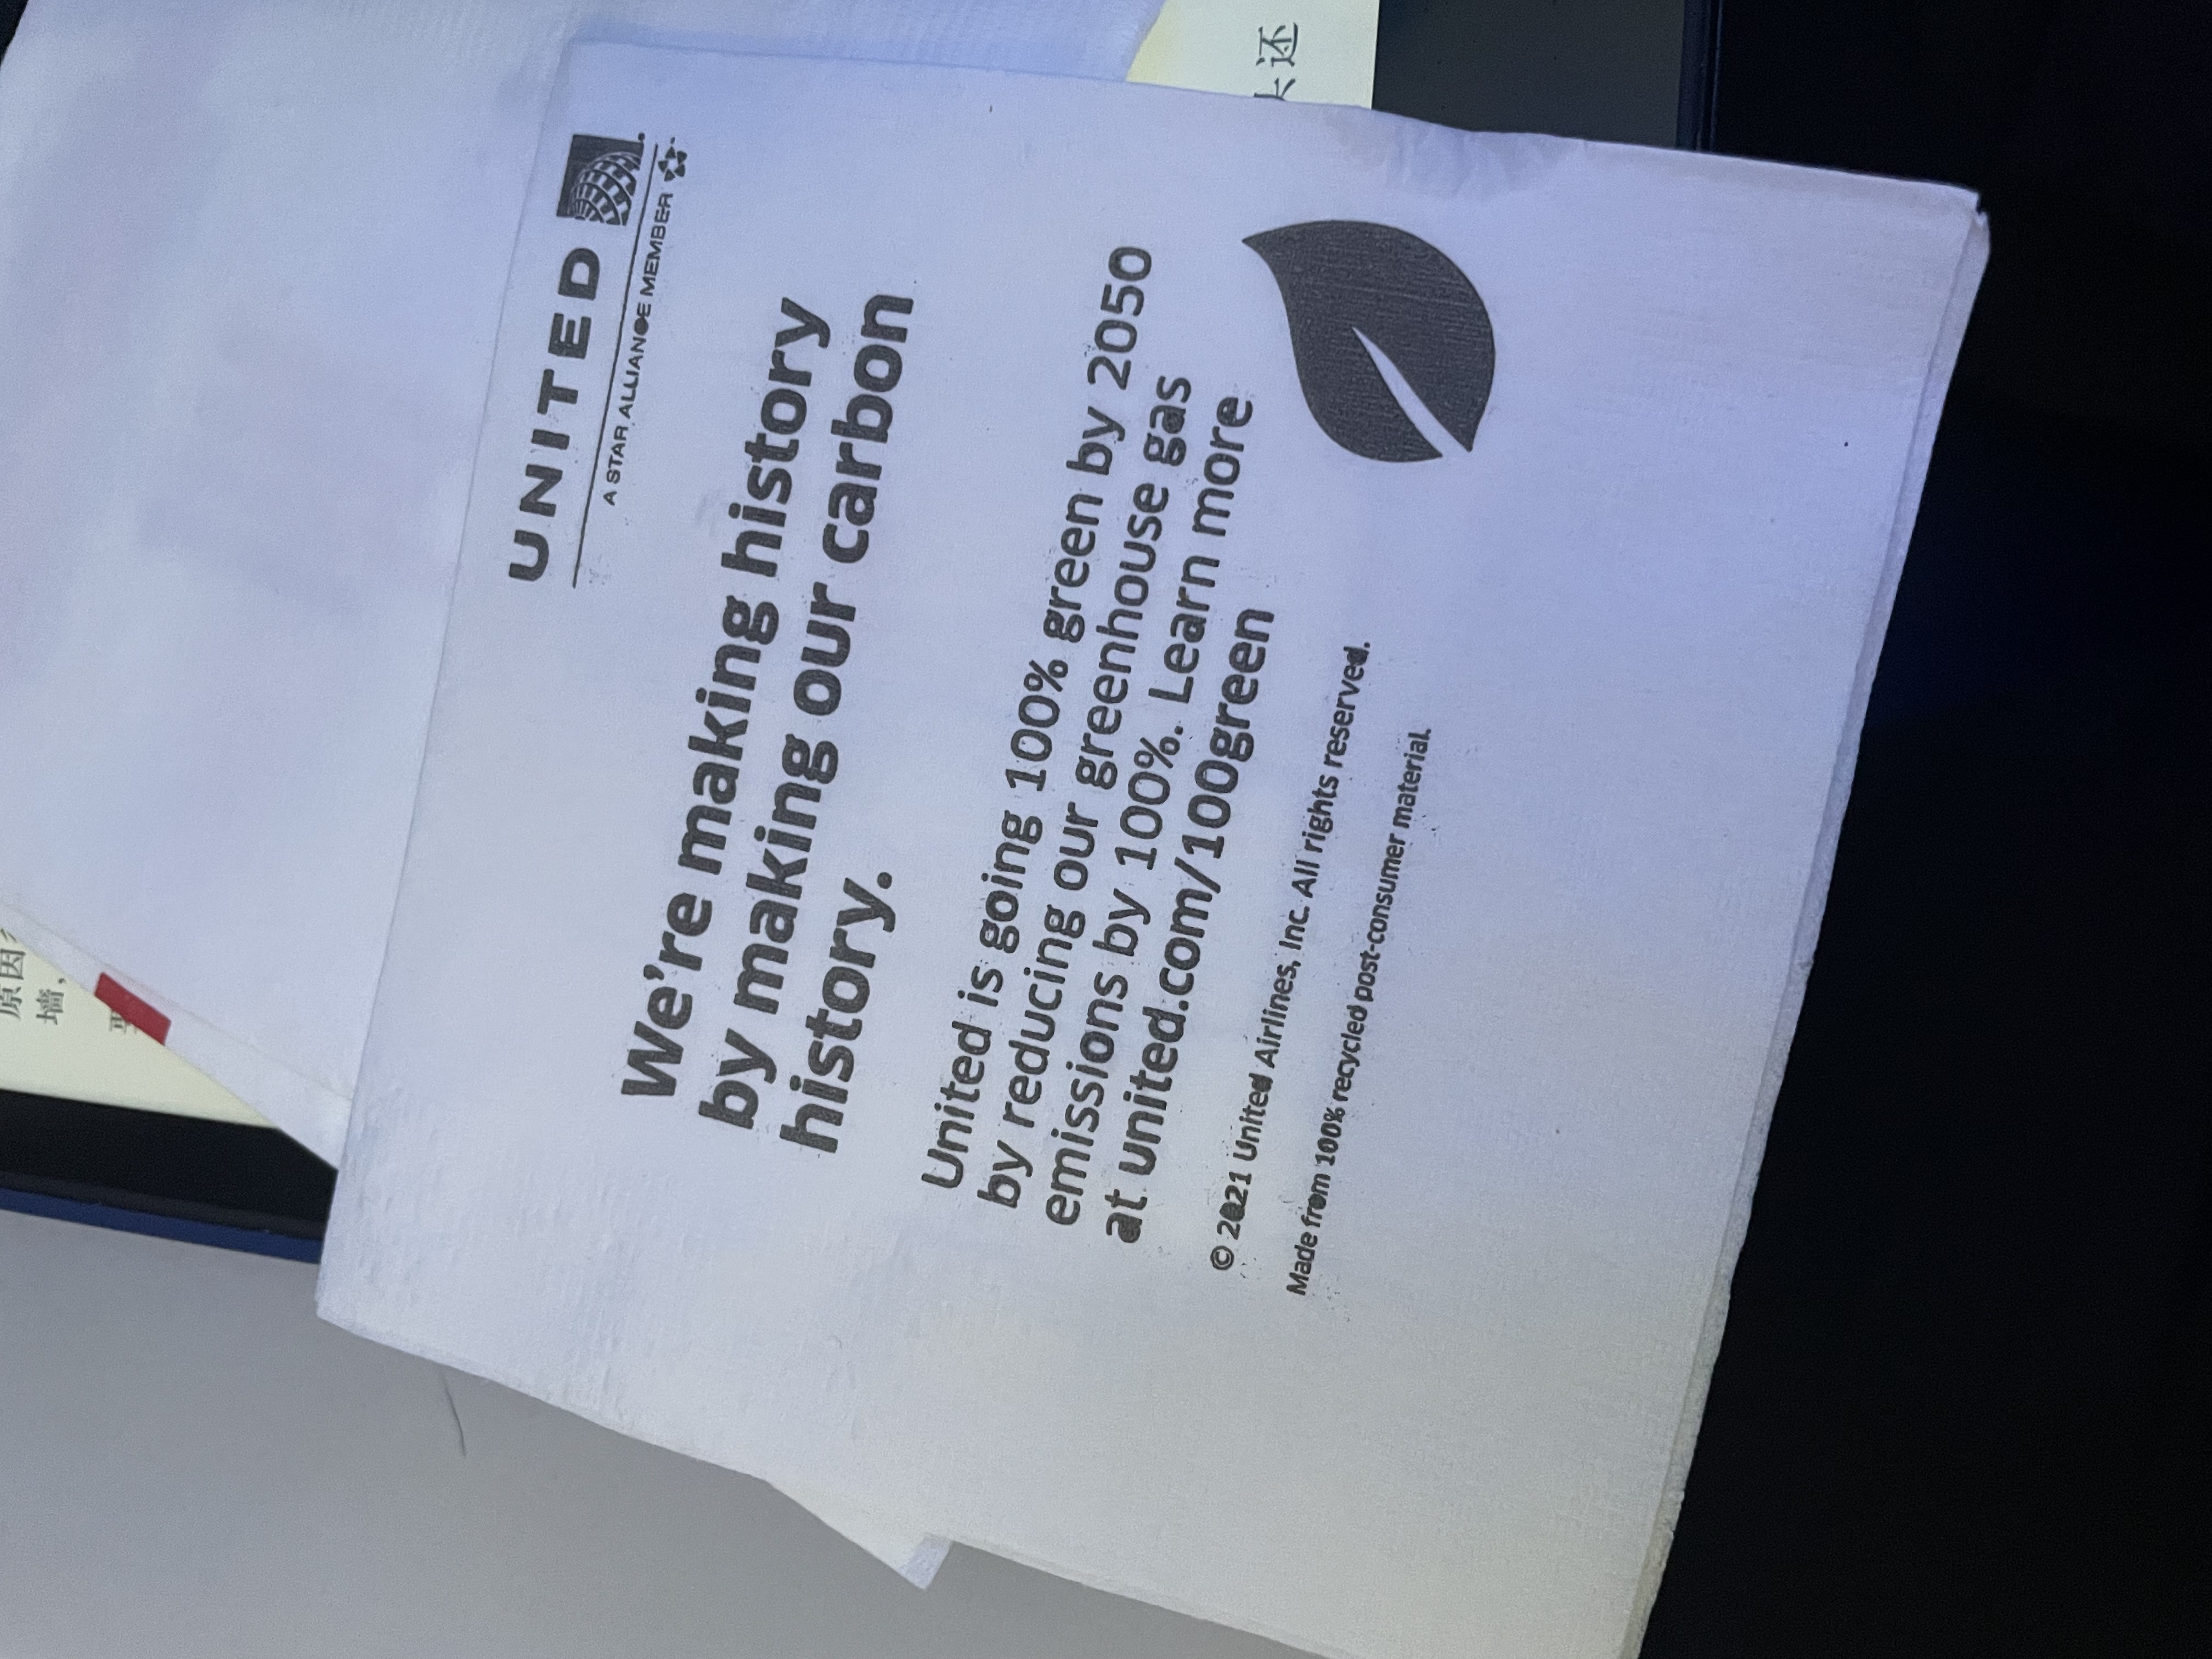 原因
墙，
UNITED
A STAR ALLIANCE MEMBER
We're making history
by making our carbon
history.
United is going 100% green by 2050
by reducing our greenhouse gas
emissions by 100%. Learn more
at united.com/100green
© 2021 United Airlines, Inc. All rights reserved.
Made from 100% recycled post-consumer material.
还